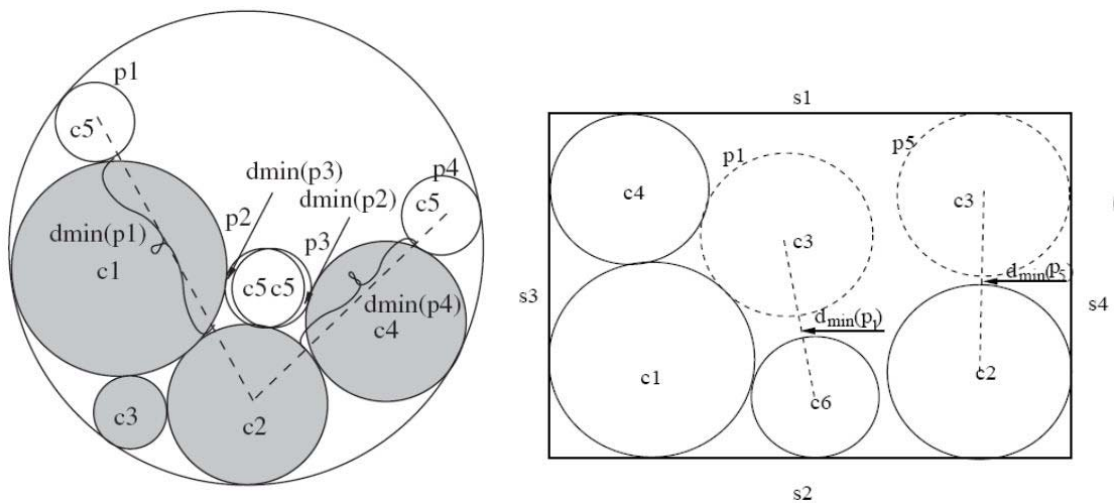 p1
c5
dmin(p3)
dmin(p2)
p4
c5
p2
p3
dmin(p1)
c1
c5 c5
dmin(p4)
c4
c3
c2
s1
p1
p5
c4
c3
c3
s3
dmin(p5)
s4
dmin(p1)
c1
c6
c2
s2